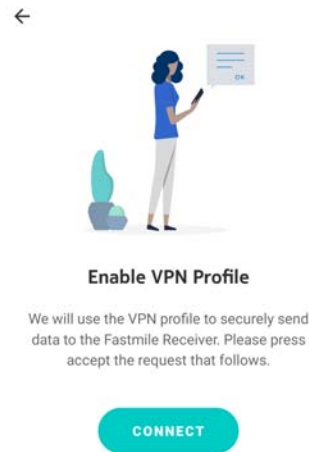 OK
Enable VPN Profile
We will use the VPN profile to securely send
data to the Fastmile Receiver. Please press
accept the request that follows.
CONNECT